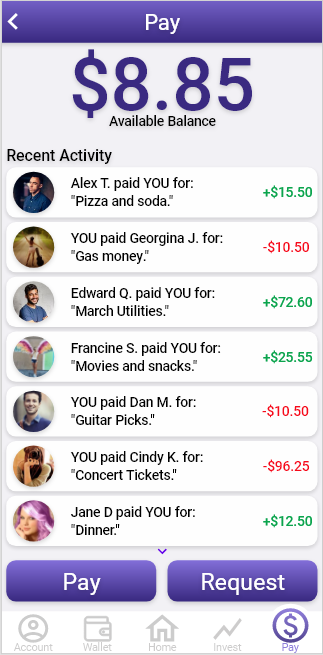 Pay
$8.85
Available Balance
Recent Activity
Alex T. paid YOU for:
"Pizza and soda."
+$15.50
YOU paid Georgina J. for:
"Gas money."
-$10.50
Edward Q. paid YOU for:
"March Utilities."
+$72.60
Francine S. paid YOU for:
"Movies and snacks."
+$25.55
YOU paid Dan M. for:
"Guitar Picks."
-$10.50
YOU paid Cindy K. for:
"Concert Tickets."
-$96.25
Jane D paid YOU for:
"Dinner."
+$12.50
Pay
Request
Account
Wallet
Home
Invest
$
Pay